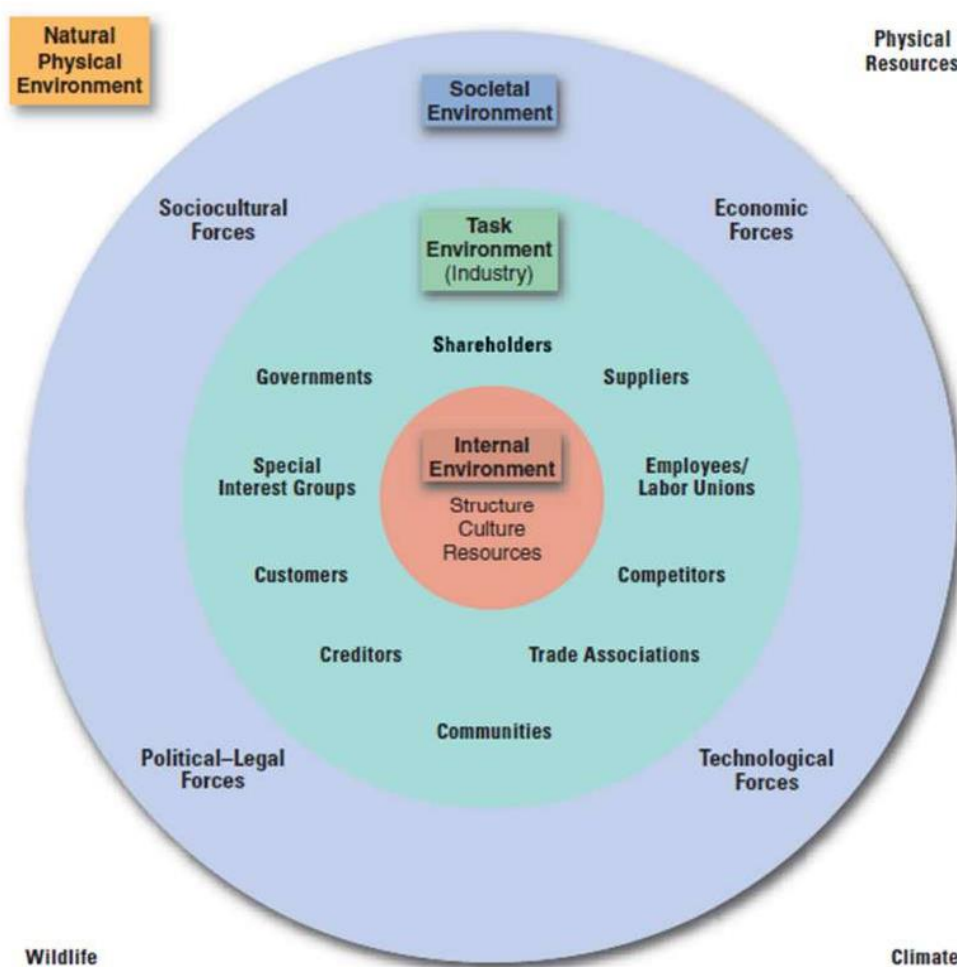 Natural
Physical
Environment
Physical
Resources
Societal
Environment
Sociocultural
Forces
Economic
Forces
Task
Environment
(Industry)
Shareholders
Governments
Suppliers
Internal
Environment
Structure
Culture
Resources
Special
Interest Groups
Employees/
Labor Unions
Customers
Competitors
Creditors
Trade Associations
Communities
Political–Legal
Forces
Technological
Forces
Wildlife
Climate